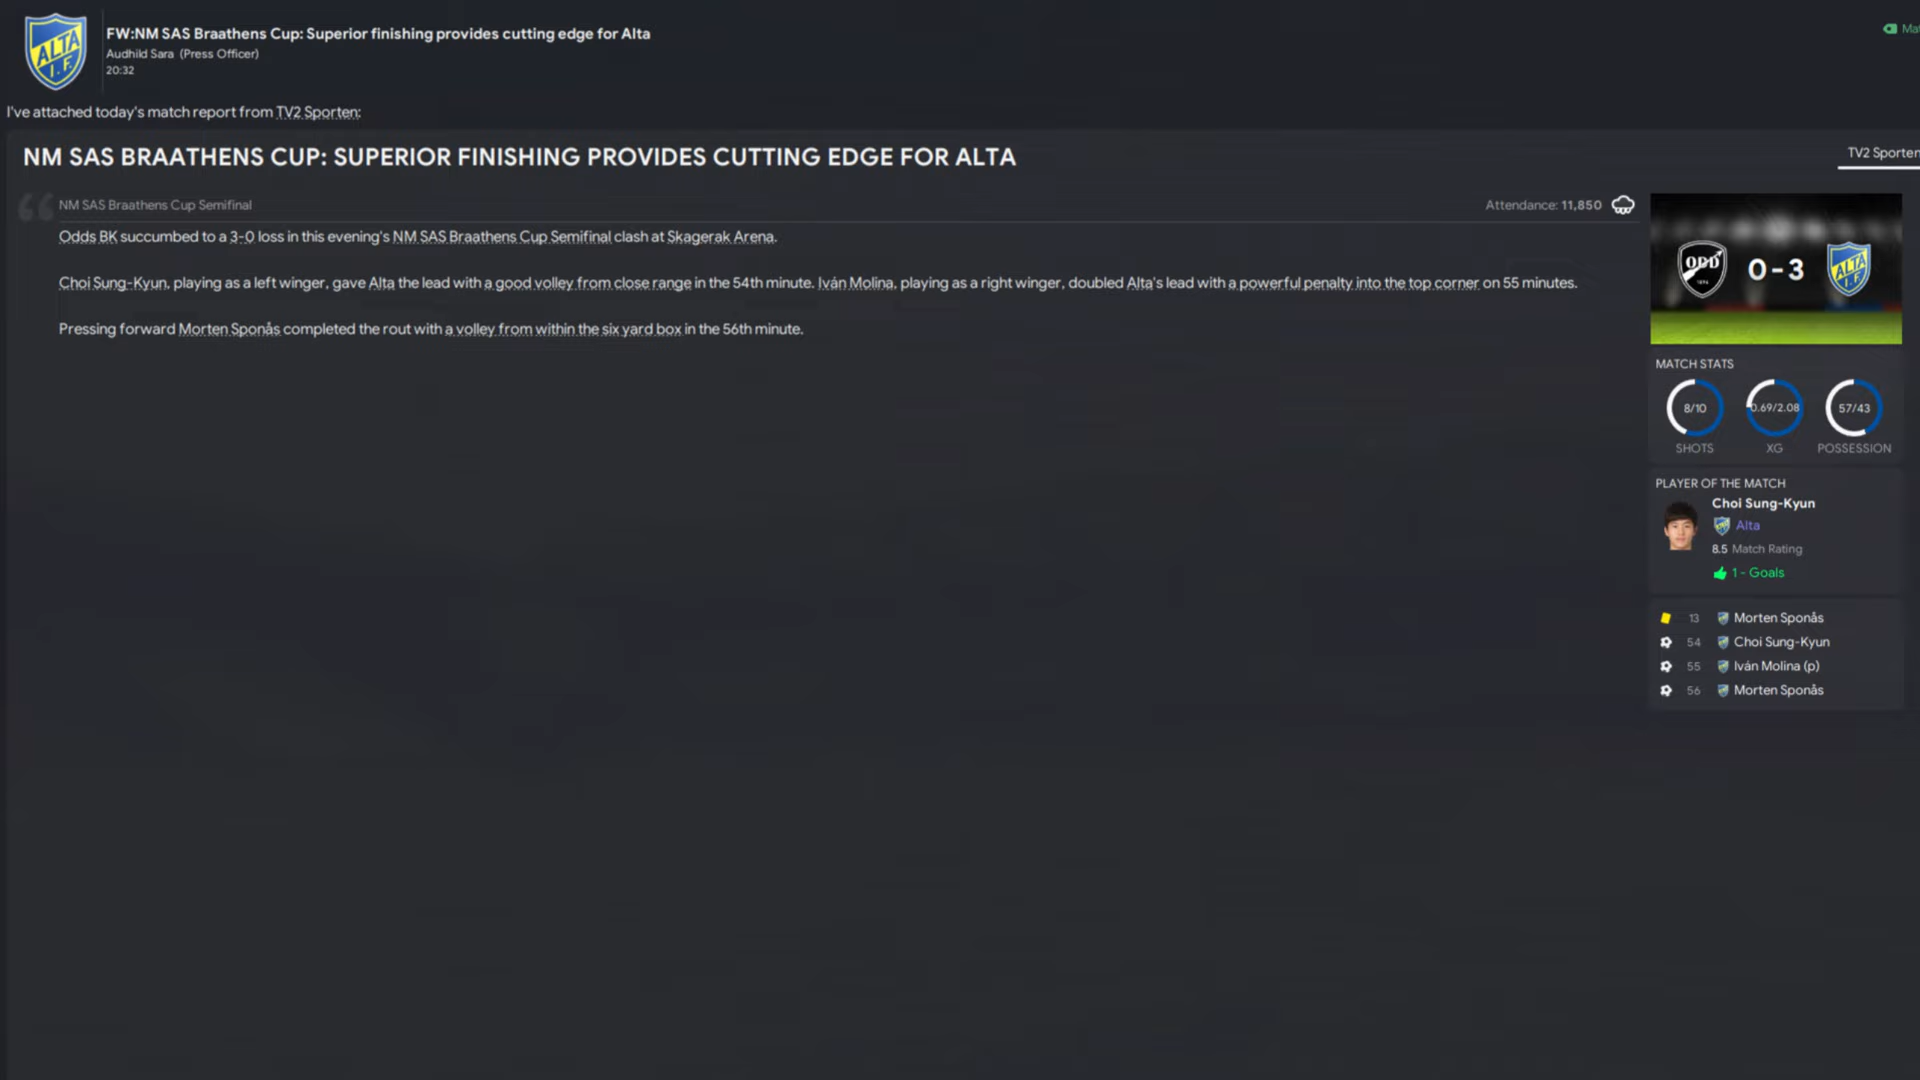 ALTA
I.F.
FW:NM SAS Braathens Cup: Superior finishing provides cutting edge for Alta
Audhild Sara (Press Officer)
20:32
I've attached today's match report from TV2 Sporten:
NM SAS BRAATHENS CUP: SUPERIOR FINISHING PROVIDES CUTTING EDGE FOR ALTA
TV2 Sporten
NM SAS Braathens Cup Semifinal
Attendance: 11,850
Odds BK succumbed to a 3-0 loss in this evening's NM SAS Braathens Cup Semifinal clash at Skagerak Arena.
Choi Sung-Kyun, playing as a left winger, gave Alta the lead with a good volley from close range in the 54th minute. Iván Molina, playing as a right winger, doubled Alta's lead with a powerful penalty into the top corner on 55 minutes.
Pressing forward Morten Sponås completed the rout with a volley from within the six yard box in the 56th minute.
ODD
0 - 3
ALTA
I.F.
MATCH STATS
8/10
0.69/2.08
57/43
SHOTS
XG
POSSESSION
PLAYER OF THE MATCH
Choi Sung-Kyun
Alta
8.5 Match Rating
1 - Goals
13 Morten Sponås
54 Choi Sung-Kyun
55 Iván Molina (p)
56 Morten Sponås